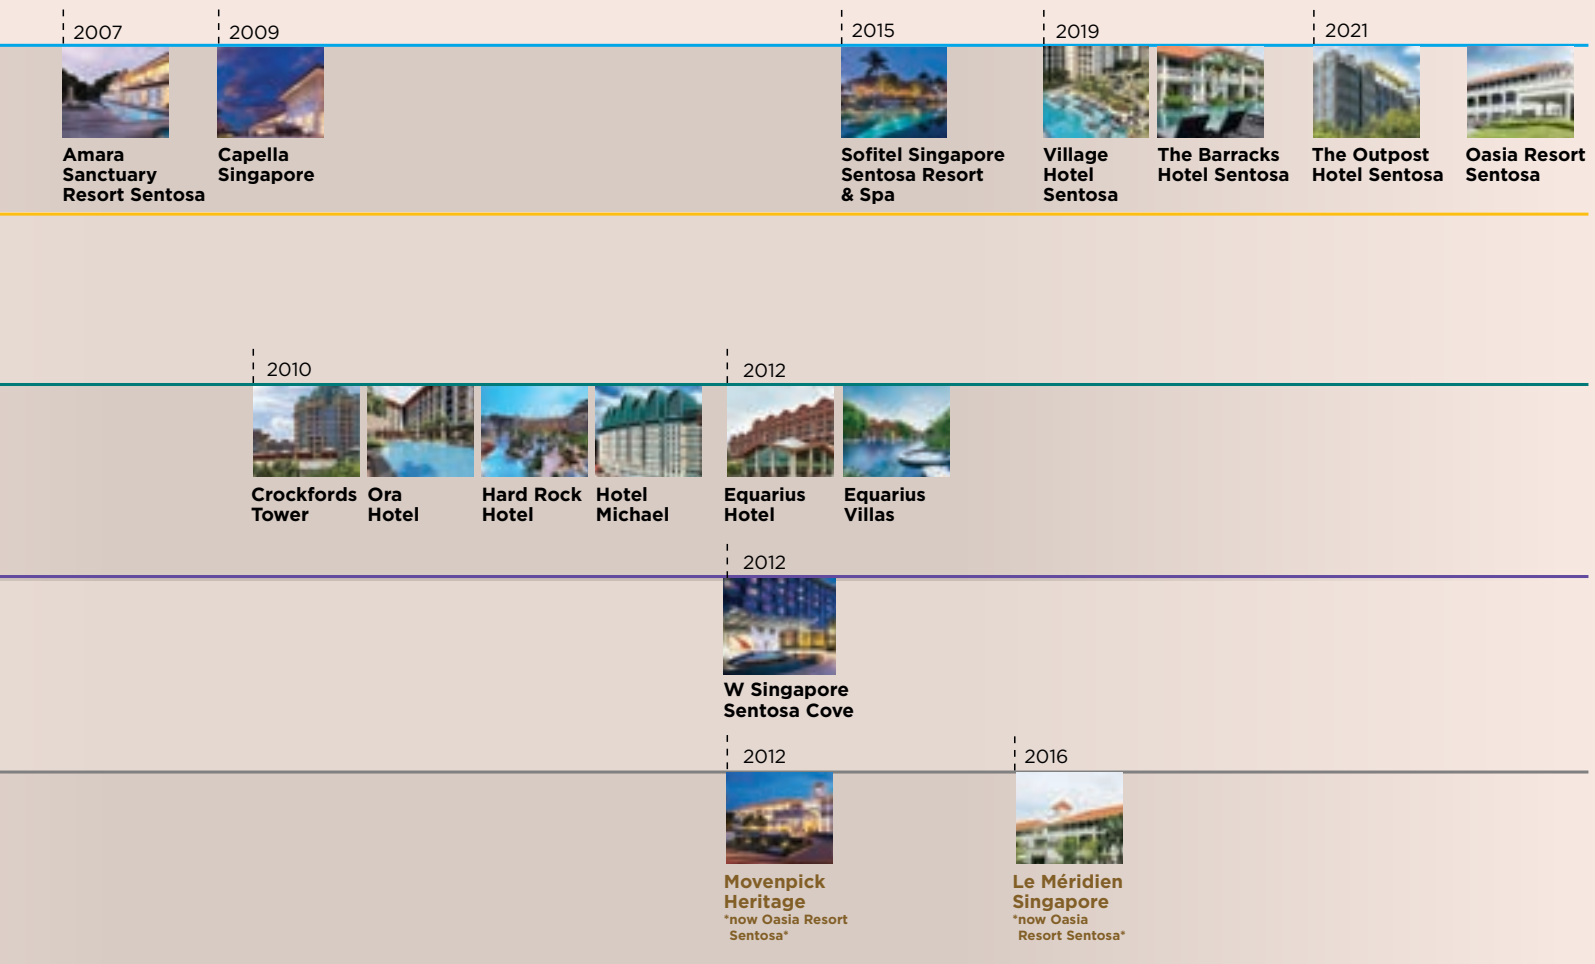 2007
2009
2015
2019
2021
Amara
Sanctuary
Resort Sentosa
Capella
Singapore
Sofitel Singapore
Sentosa Resort
& Spa
Village
Hotel
Sentosa
The Barracks
Hotel Sentosa
The Outpost
Hotel Sentosa
Oasia Resort
Sentosa
2010
2012
Crockfords
Tower
Ora
Hotel
Hard Rock
Hotel
Hotel
Michael
Equarius
Hotel
Equarius
Villas
2012
W Singapore
Sentosa Cove
2012
2016
Movenpick
Heritage
*now Oasia Resort
Sentosa*
Le Méridien
Singapore
*now Oasia
Resort Sentosa*